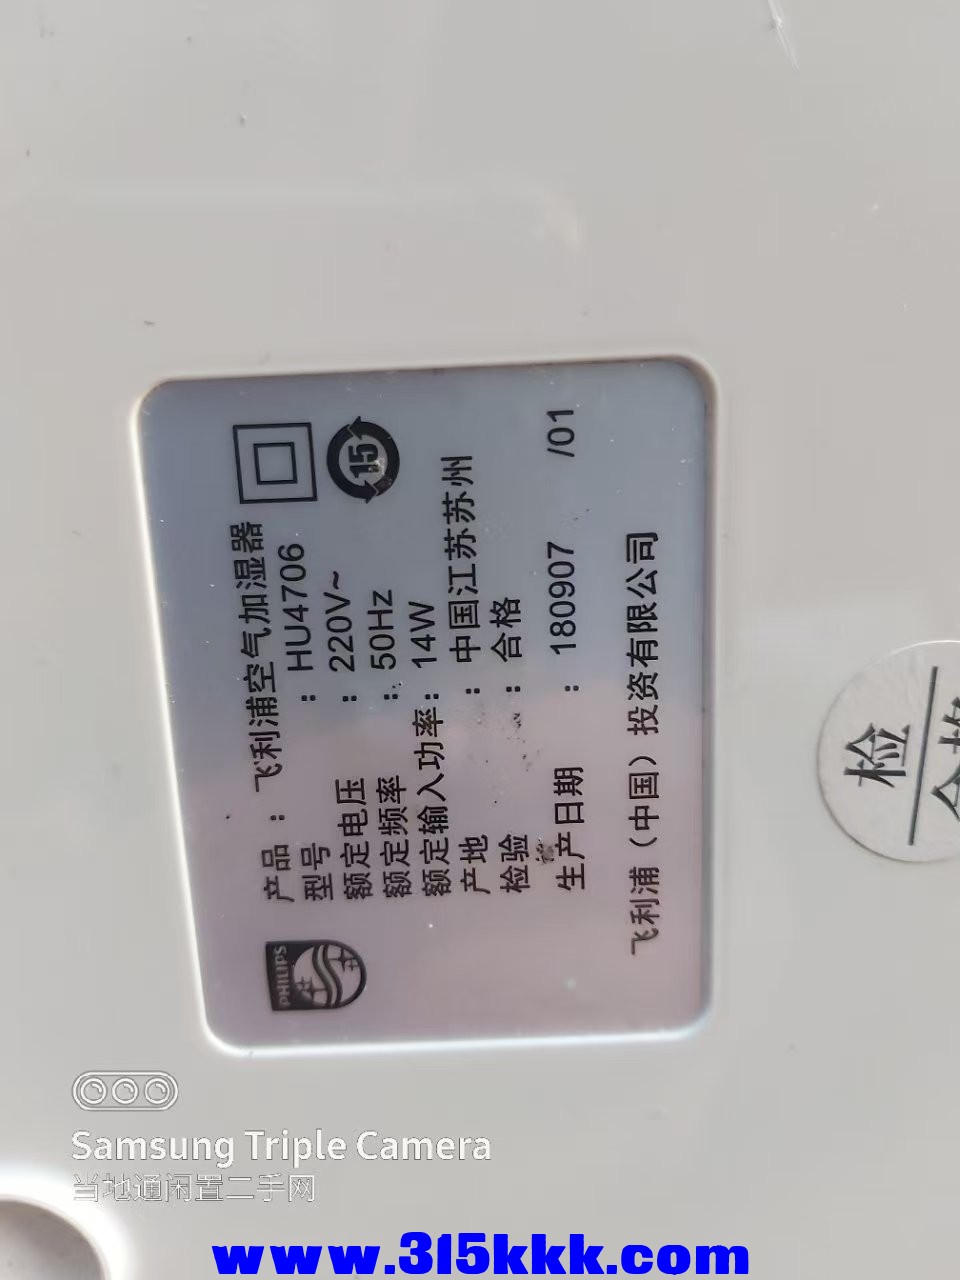 PHILIPS
产品：飞利浦空气加湿器
型号：HU4706
额定电压：220V~
额定频率：50Hz
额定输入功率：14W
产地：中国江苏苏州
检验：合格
生产日期：180907 /01
飞利浦（中国）投资有限公司
15
检
合格
Samsung Triple Camera
当地通闲置二手网
www.315kkk.com